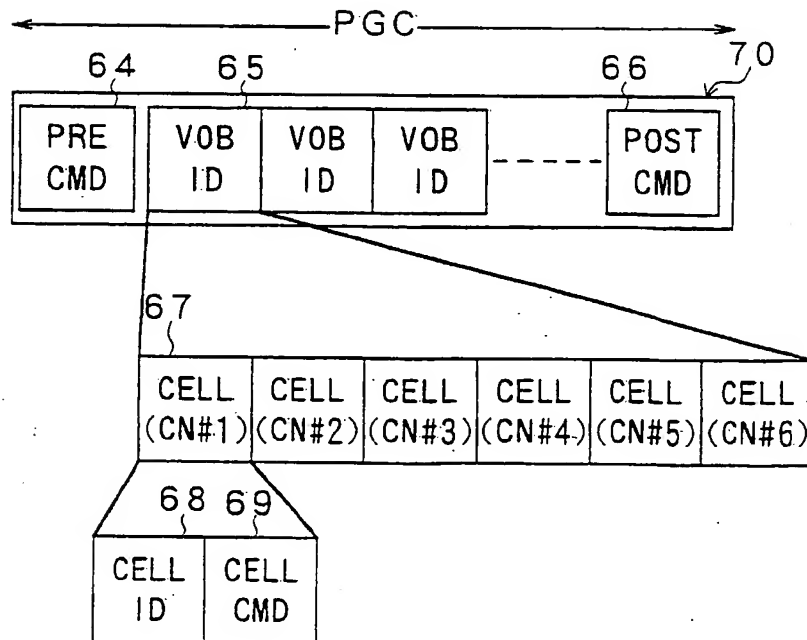 PGC
64 65 66 70
PRE VOB VOB VOB POST
CMD ID ID ID CMD
67
CELL CELL CELL CELL CELL CELL
(CN#1) (CN#2) (CN#3) (CN#4) (CN#5) (CN#6)
68 69
CELL CELL
ID CMD